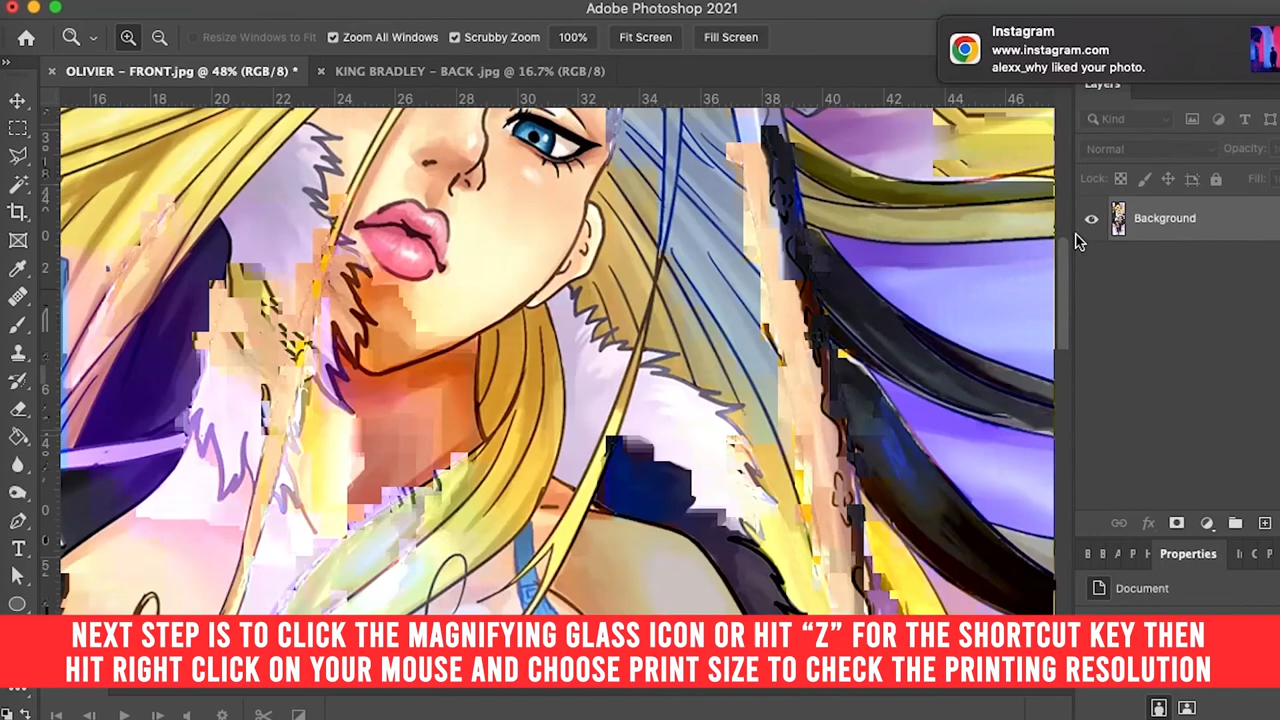 Adobe Photoshop 2021
Resize Windows to Fit Zoom All Windows Scrubby Zoom 100% Fit Screen Fill Screen
Instagram
www.instagram.com
alexx_why liked your photo.
OLIVIER – FRONT.jpg @ 48% (RGB/8) * KING BRADLEY – BACK .jpg @ 16.7% (RGB/8)
Layers
16 18 20 22 24 26 28 30 32 34 36 38 40 42 44 46
Kind
Normal Opacity:
Lock: Fill:
Background
Properties
Document
NEXT STEP IS TO CLICK THE MAGNIFYING GLASS ICON OR HIT “Z” FOR THE SHORTCUT KEY THEN
HIT RIGHT CLICK ON YOUR MOUSE AND CHOOSE PRINT SIZE TO CHECK THE PRINTING RESOLUTION